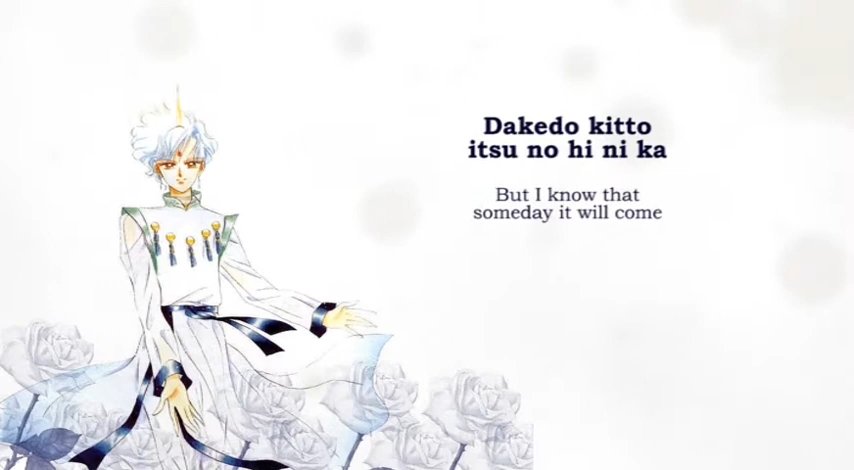 Dakedo kitto
itsu no hi ni ka
But I know that
someday it will come